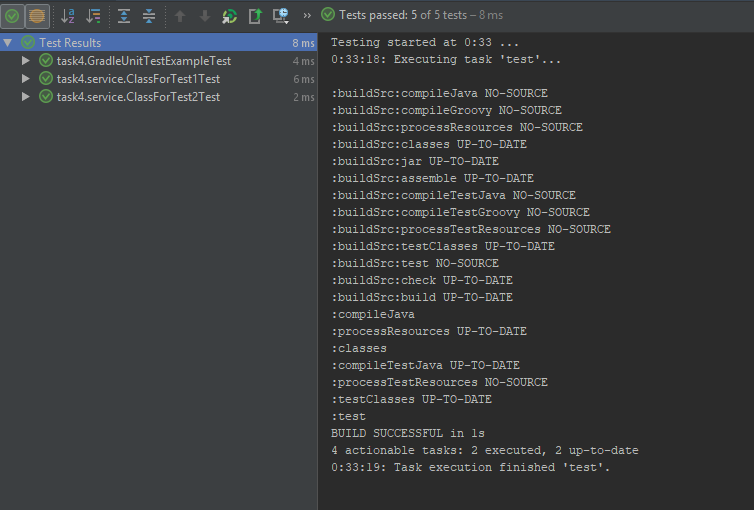 Tests passed: 5 of 5 tests – 8 ms
Test Results 8 ms
task4.GradleUnitTestExampleTest 4 ms
task4.service.ClassForTest1Test 6 ms
task4.service.ClassForTest2Test 2 ms
Testing started at 0:33 ...
0:33:18: Executing task 'test'...
:buildSrc:compileJava NO-SOURCE
:buildSrc:compileGroovy NO-SOURCE
:buildSrc:processResources NO-SOURCE
:buildSrc:classes UP-TO-DATE
:buildSrc:jar UP-TO-DATE
:buildSrc:assemble UP-TO-DATE
:buildSrc:compileTestJava NO-SOURCE
:buildSrc:compileTestGroovy NO-SOURCE
:buildSrc:processTestResources NO-SOURCE
:buildSrc:testClasses UP-TO-DATE
:buildSrc:test NO-SOURCE
:buildSrc:check UP-TO-DATE
:buildSrc:build UP-TO-DATE
:compileJava
:processResources UP-TO-DATE
:classes
:compileTestJava UP-TO-DATE
:processTestResources NO-SOURCE
:testClasses UP-TO-DATE
:test
BUILD SUCCESSFUL in 1s
4 actionable tasks: 2 executed, 2 up-to-date
0:33:19: Task execution finished 'test'.